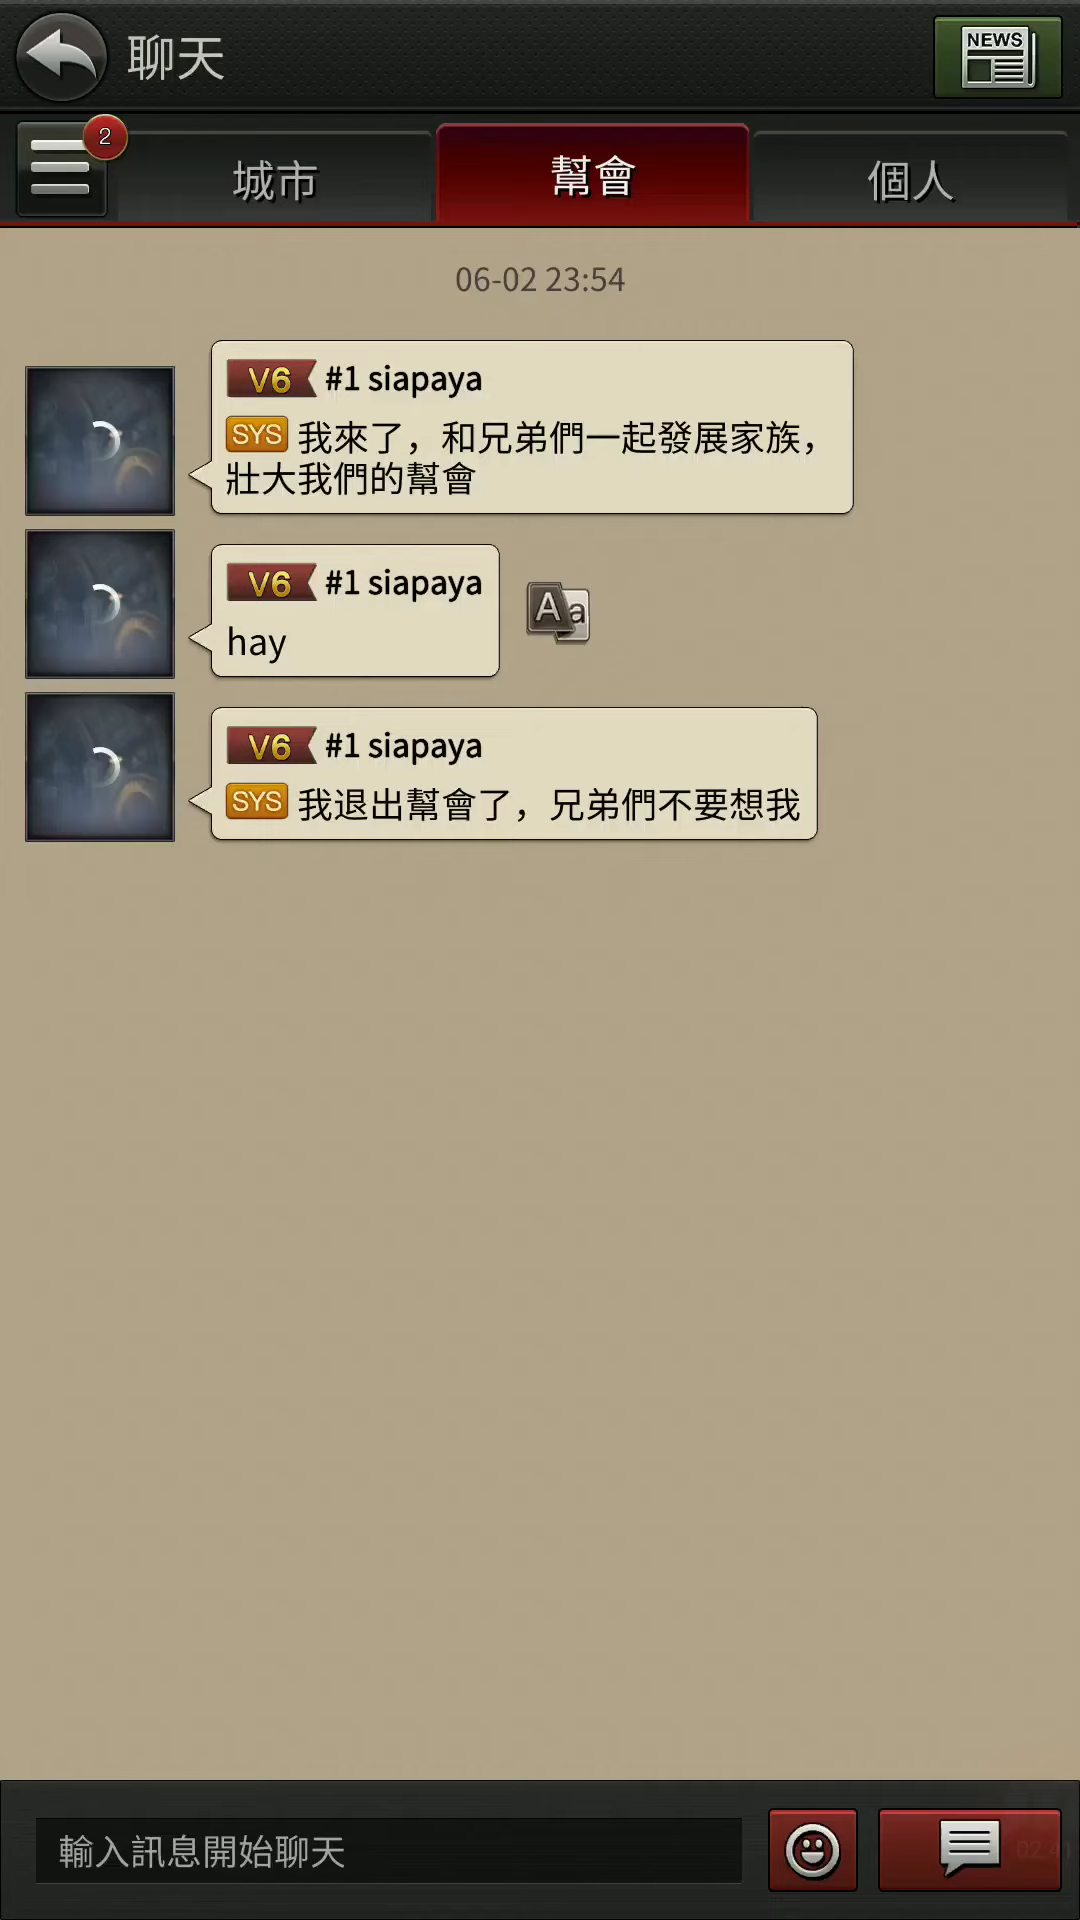 聊天
NEWS
2
城市
幫會
個人
06-02 23:54
V6 #1 siapaya
SYS 我來了，和兄弟們一起發展家族，
壯大我們的幫會
V6 #1 siapaya
hay
Aa
V6 #1 siapaya
SYS 我退出幫會了，兄弟們不要想我
輸入訊息開始聊天